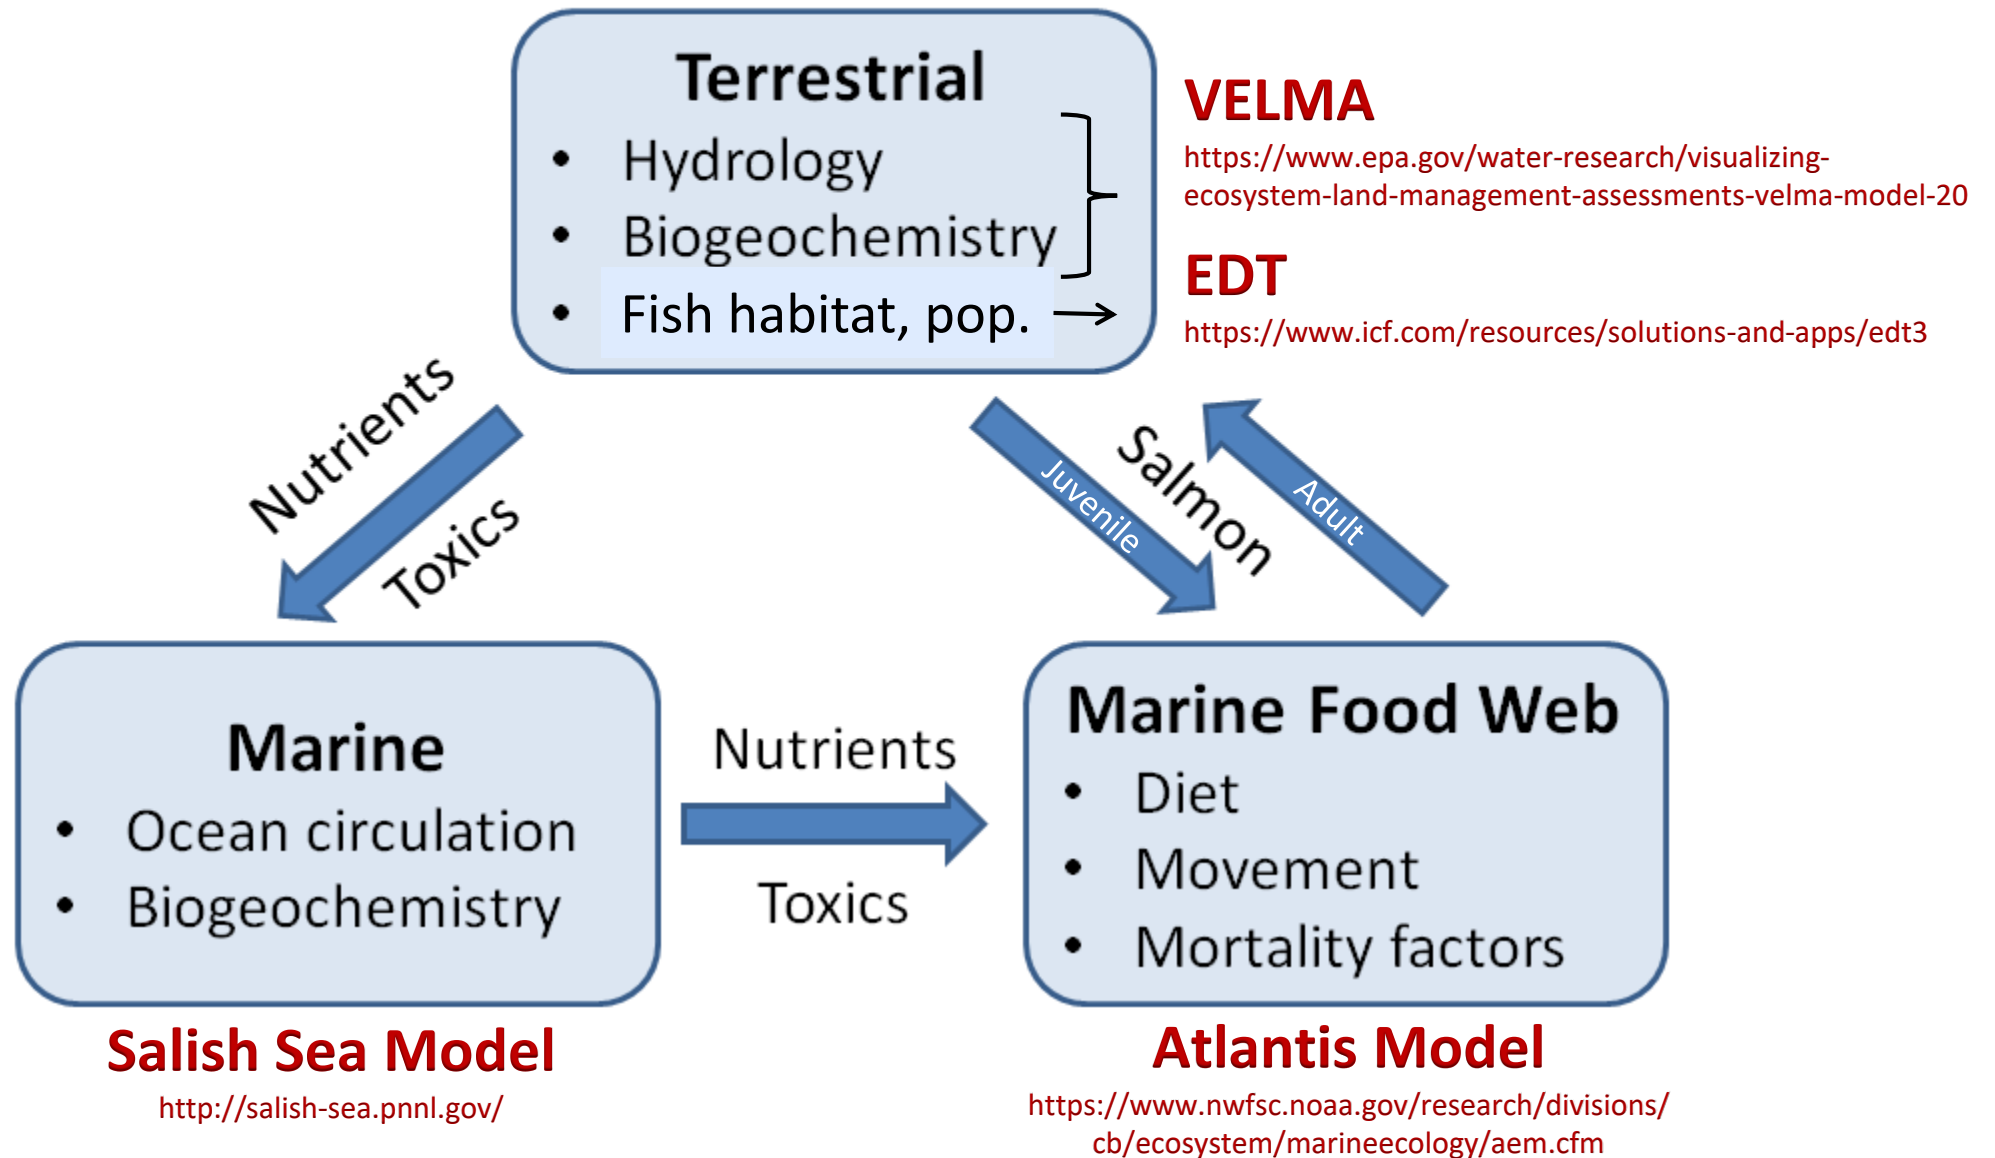 Terrestrial
• Hydrology
• Biogeochemistry
• Fish habitat, pop.
VELMA
https://www.epa.gov/water-research/visualizing-
ecosystem-land-management-assessments-velma-model-20
EDT
https://www.icf.com/resources/solutions-and-apps/edt3
Nutrients
Toxics
Juvenile
Salmon
Adult
Marine
• Ocean circulation
• Biogeochemistry
Salish Sea Model
http://salish-sea.pnnl.gov/
Nutrients
Toxics
Marine Food Web
• Diet
• Movement
• Mortality factors
Atlantis Model
https://www.nwfsc.noaa.gov/research/divisions/
cb/ecosystem/marineecology/aem.cfm